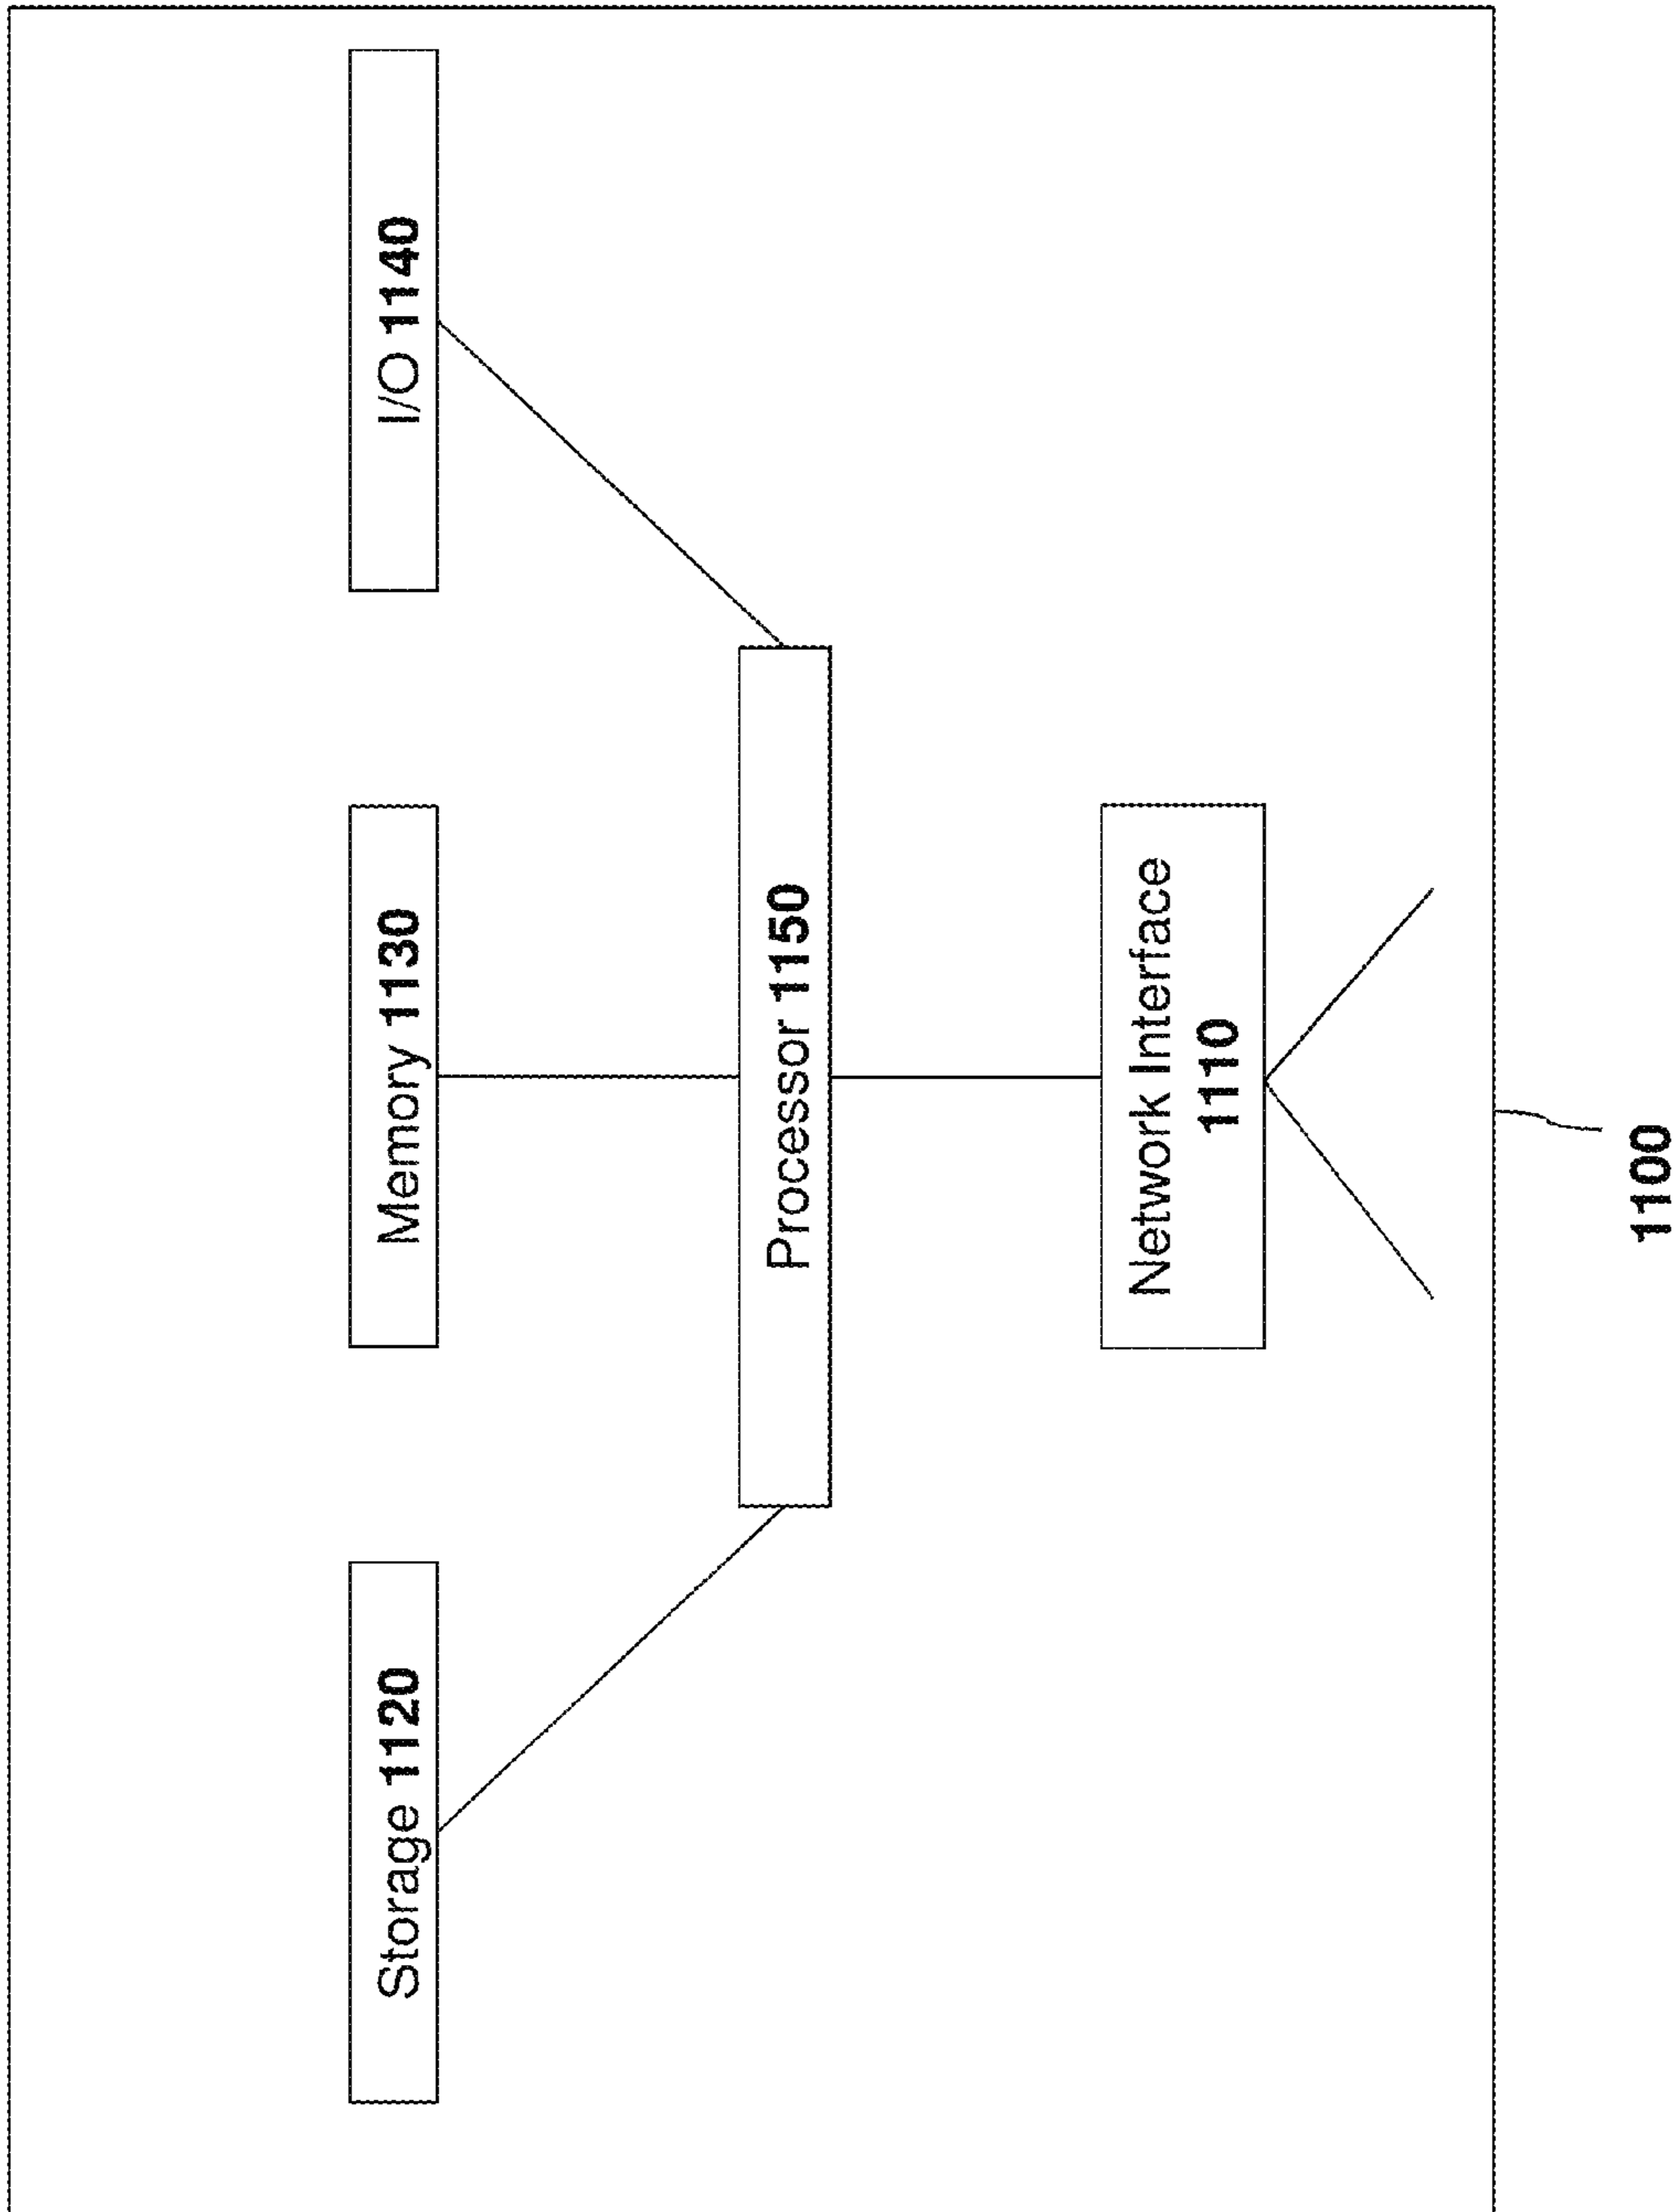 Storage 1120
Memory 1130
I/O 1140
Processor 1150
Network Interface
1110
1100